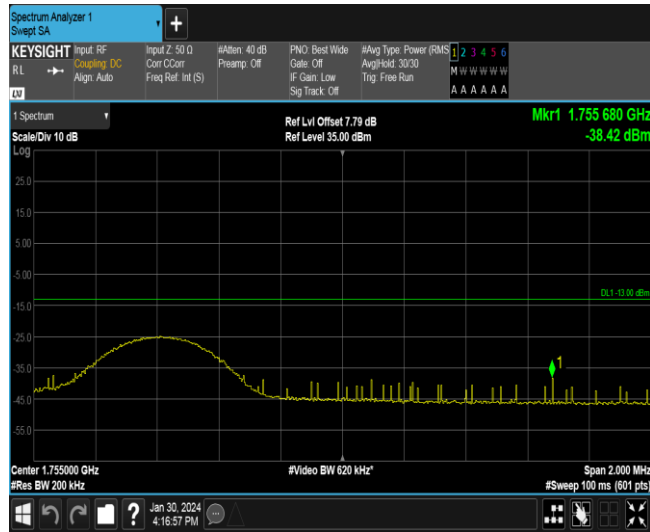 Spectrum Analyzer 1
Swept SA
KEYSIGHT
RL
LXI
Input: RF
Coupling: DC
Align: Auto
Input Z: 50 Ω
Corr CCorr
Freq Ref: Int (S)
#Atten: 40 dB
Preamp: Off
PNO: Best Wide
Gate: Off
IF Gain: Low
Sig Track: Off
#Avg Type: Power (RMS
Avg|Hold: 30/30
Trig: Free Run
1 2 3 4 5 6
M W W W W W
A A A A A A
1 Spectrum
Scale/Div 10 dB
Ref Lvl Offset 7.79 dB
Ref Level 35.00 dBm
Mkr1 1.755 680 GHz
-38.42 dBm
Log
25.0
15.0
5.00
-5.00
DL1 -13.00 dBm
-15.0
-25.0
-35.0
1
-45.0
-55.0
Center 1.755000 GHz
#Video BW 620 kHz*
Span 2.000 MHz
#Res BW 200 kHz
#Sweep 100 ms (601 pts)
?
Jan 30, 2024
4:16:57 PM